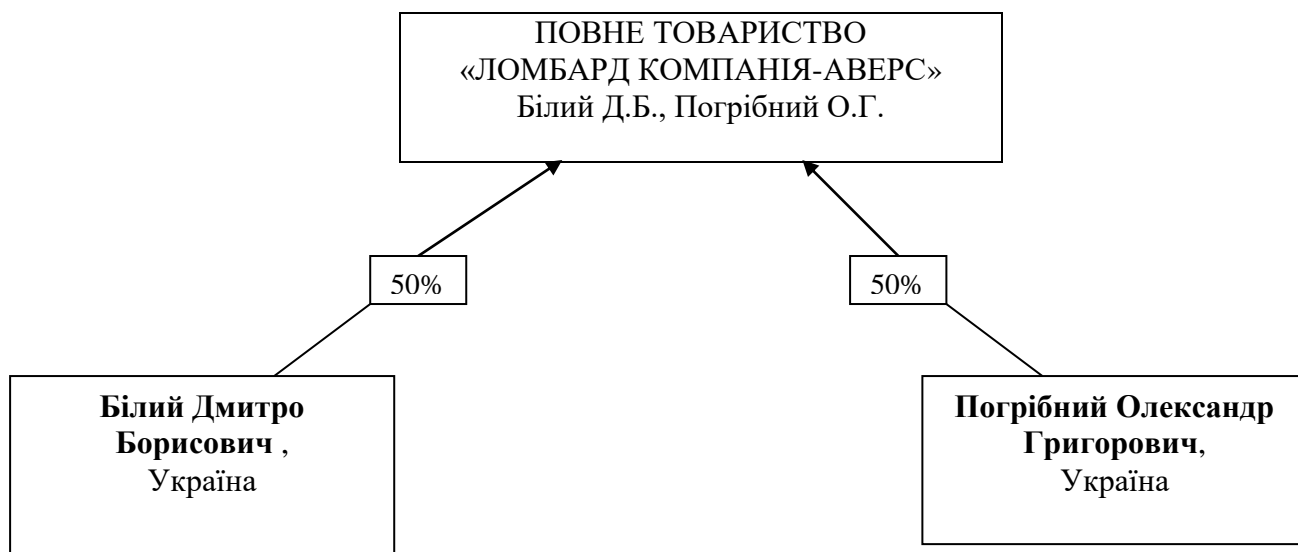 ПОВНЕ ТОВАРИСТВО
«ЛОМБАРД КОМПАНІЯ-АВЕРС»
Білий Д.Б., Погрібний О.Г.
50%
50%
Білий Дмитро
Борисович ,
Україна
Погрібний Олександр
Григорович,
Україна